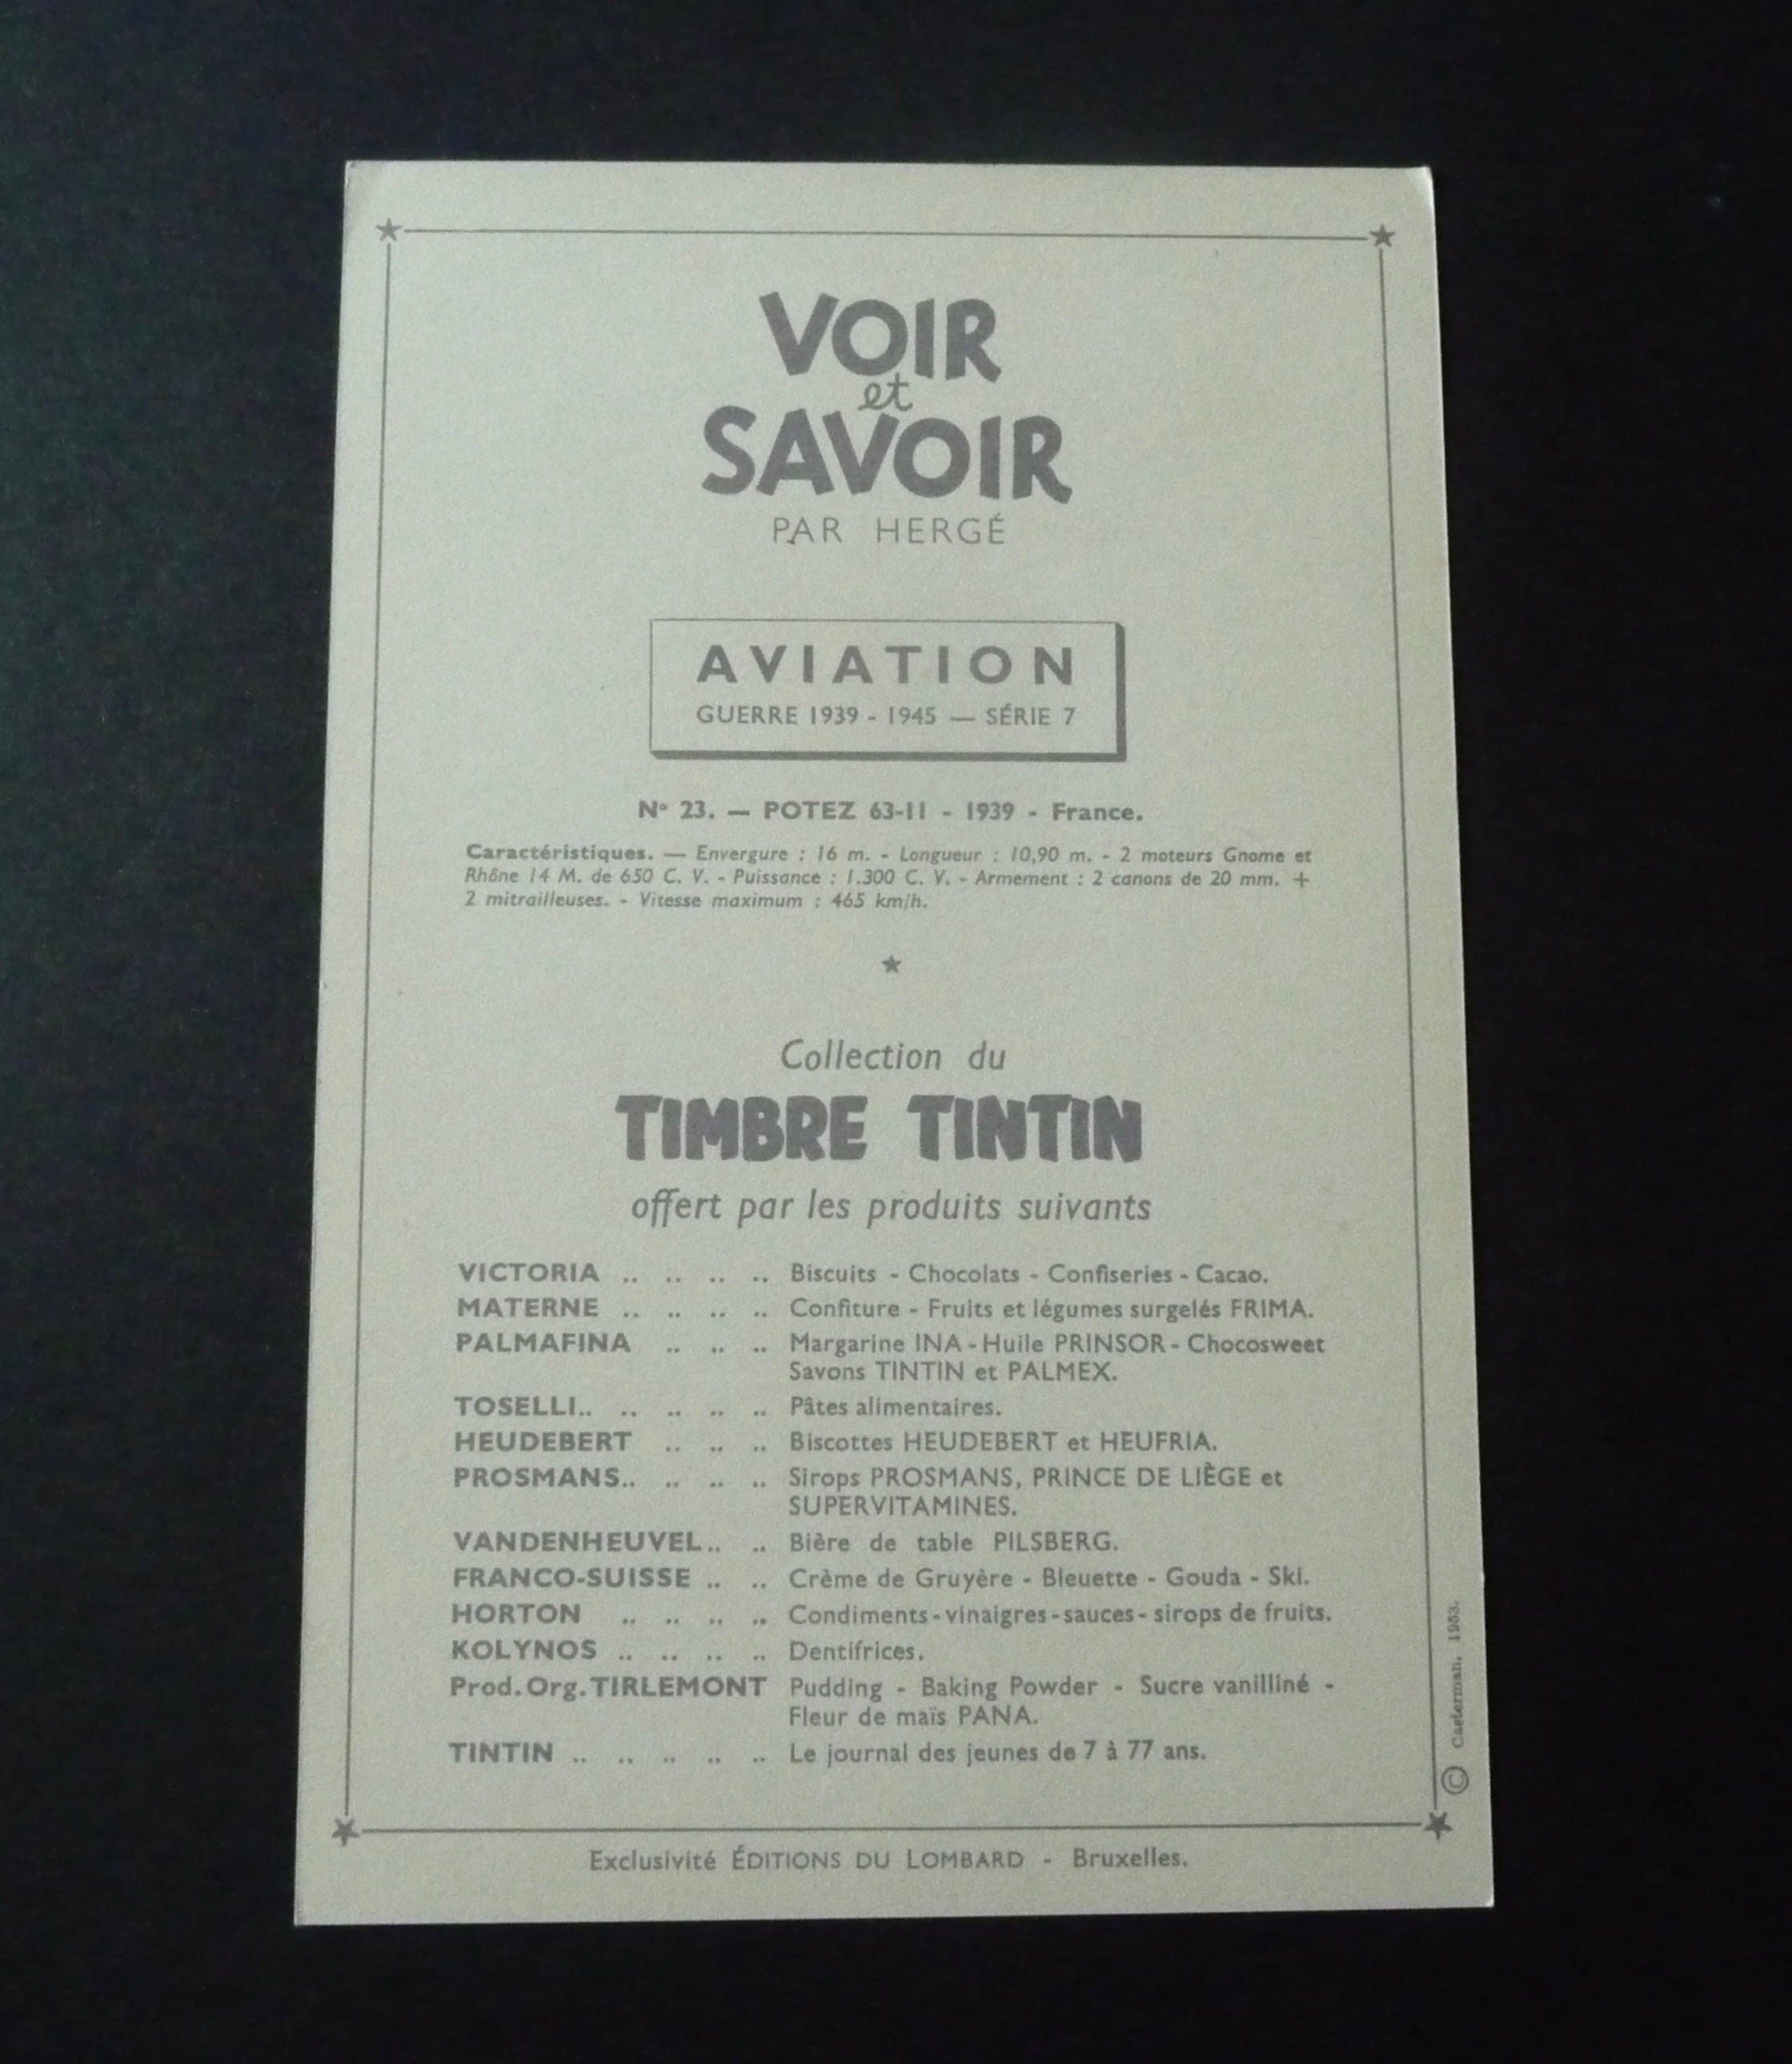 VOIR
et
SAVOIR
PAR HERGÉ
AVIATION
GUERRE 1939 - 1945 — SÉRIE 7
N° 23. — POTEZ 63-11 - 1939 - France.
Caractéristiques. — Envergure : 16 m. - Longueur : 10,90 m. - 2 moteurs Gnome et
Rhône 14 M. de 650 C. V. - Puissance : 1.300 C. V. - Armement : 2 canons de 20 mm. +
2 mitrailleuses. - Vitesse maximum : 465 km/h.
Collection du
TIMBRE TINTIN
offert par les produits suivants
VICTORIA .. .. .. .. Biscuits - Chocolats - Confiseries - Cacao.
MATERNE .. .. .. .. Confiture - Fruits et légumes surgelés FRIMA.
PALMAFINA .. .. .. Margarine INA - Huile PRINSOR - Chocosweet
Savons TINTIN et PALMEX.
TOSELLI.. .. .. .. .. Pâtes alimentaires.
HEUDEBERT .. .. .. Biscottes HEUDEBERT et HEUFRIA.
PROSMANS.. .. .. .. Sirops PROSMANS, PRINCE DE LIÈGE et
SUPERVITAMINES.
VANDENHEUVEL.. .. Bière de table PILSBERG.
FRANCO-SUISSE .. .. Crème de Gruyère - Bleuette - Gouda - Ski.
HORTON .. .. .. .. Condiments - vinaigres - sauces - sirops de fruits.
KOLYNOS .. .. .. .. Dentifrices.
Prod. Org. TIRLEMONT Pudding - Baking Powder - Sucre vanilliné -
Fleur de maïs PANA.
TINTIN .. .. .. .. .. Le journal des jeunes de 7 à 77 ans.
© Casterman, 1953.
Exclusivité ÉDITIONS DU LOMBARD - Bruxelles.